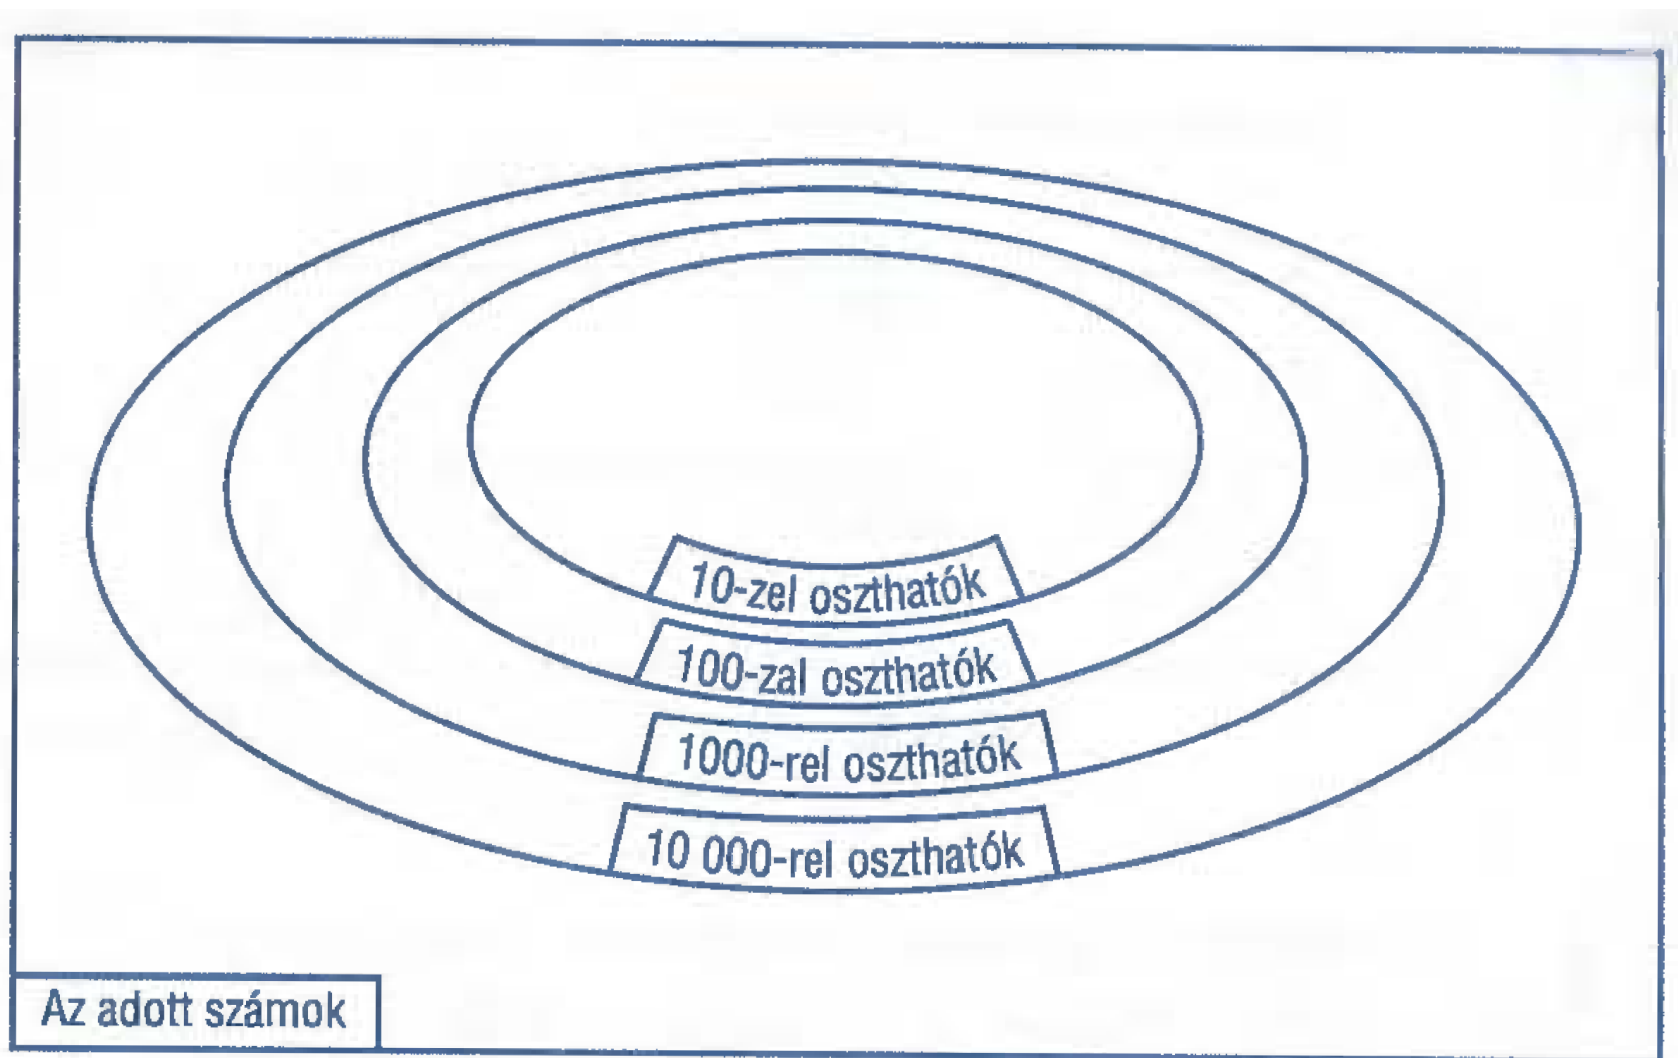 10-zel oszthatók
100-zal oszthatók
1000-rel oszthatók
10 000-rel oszthatók
Az adott számok